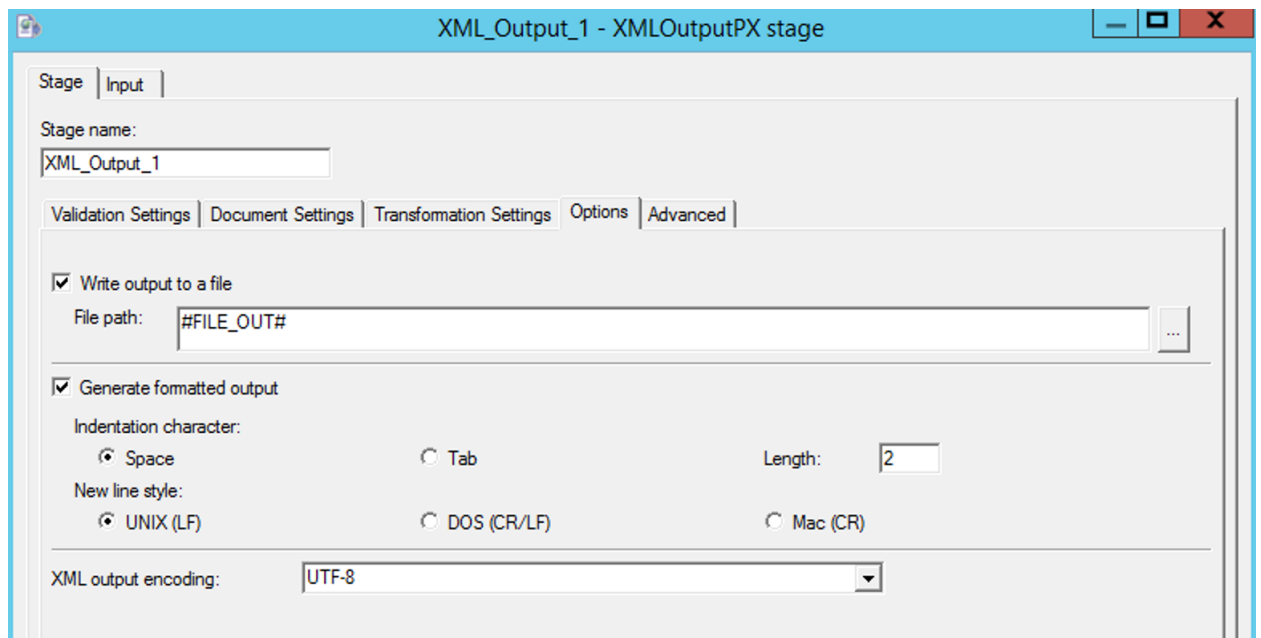 XML_Output_1 - XMLOutputPX stage
Stage Input
Stage name:
XML_Output_1
Validation Settings Document Settings Transformation Settings Options Advanced
Write output to a file
File path: #FILE_OUT# ...
Generate formatted output
Indentation character:
Space Tab Length: 2
New line style:
UNIX (LF) DOS (CR/LF) Mac (CR)
XML output encoding: UTF-8